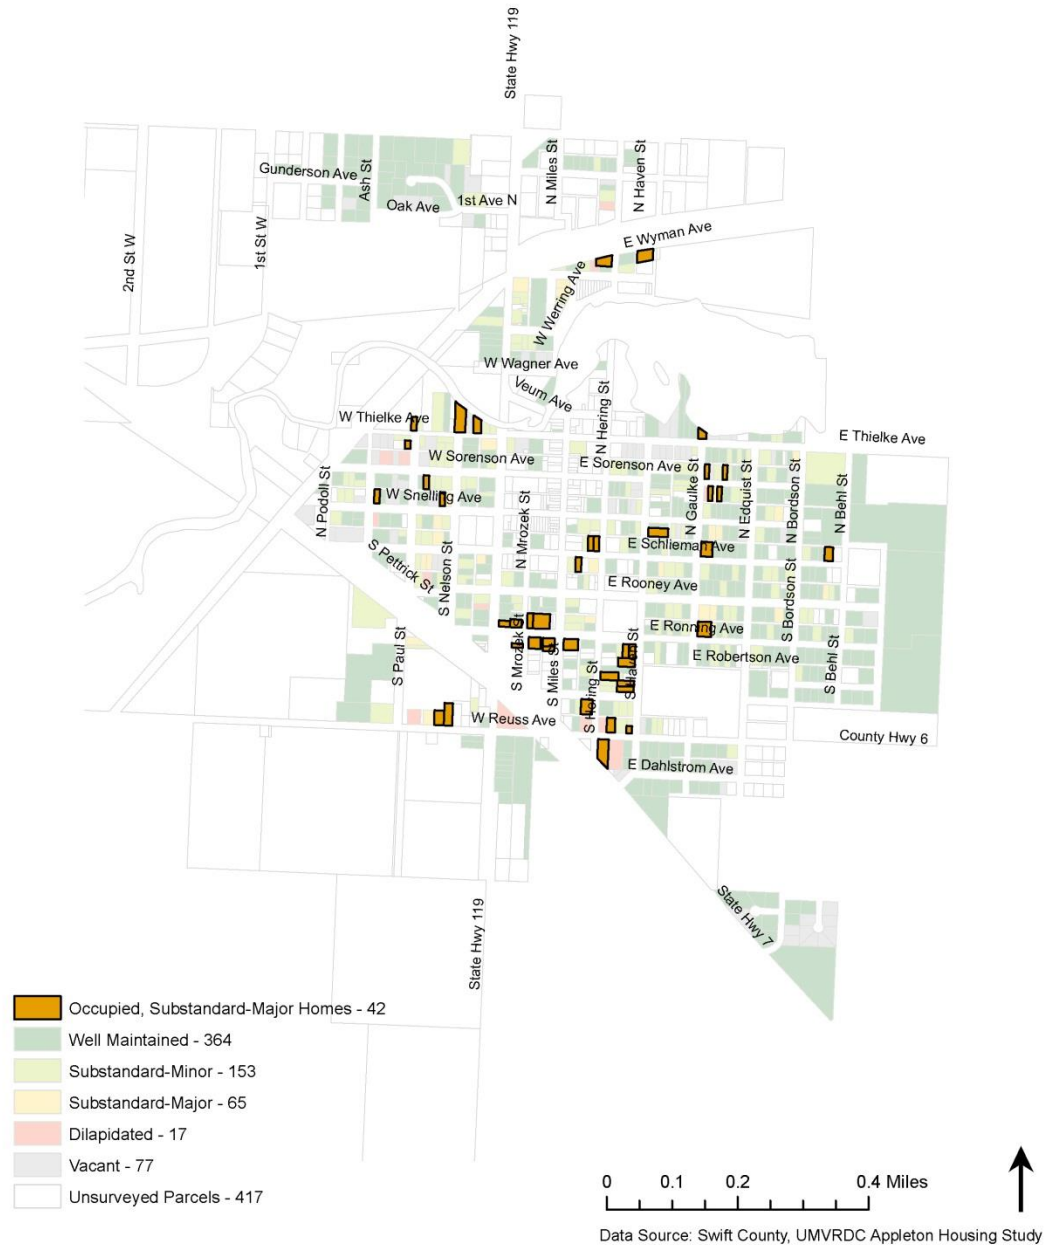 State Hwy 119
N Miles St
N Haven St
Gunderson Ave
Ash St
Oak Ave
1st Ave N
2nd St W
1st St W
E Wyman Ave
W Werring Ave
W Wagner Ave
Veum Ave
N Hering St
W Thielke Ave
E Thielke Ave
W Sorenson Ave
E Sorenson Ave
N Podoll St
W Snelling Ave
N Mrozek St
N Gaulke St
N Edquist St
N Bordson St
N Behl St
E Schlieman Ave
S Pettrick St
S Nelson St
E Rooney Ave
S Bordson St
S Paul St
S Mrozek St
S Miles St
S Hering St
S Haven St
E Ronning Ave
E Robertson Ave
S Behl St
W Reuss Ave
County Hwy 6
E Dahlstrom Ave
State Hwy 119
State Hwy 7
Occupied, Substandard-Major Homes - 42
Well Maintained - 364
Substandard-Minor - 153
Substandard-Major - 65
Dilapidated - 17
Vacant - 77
Unsurveyed Parcels - 417
0 0.1 0.2 0.4 Miles
Data Source: Swift County, UMVRDC Appleton Housing Study